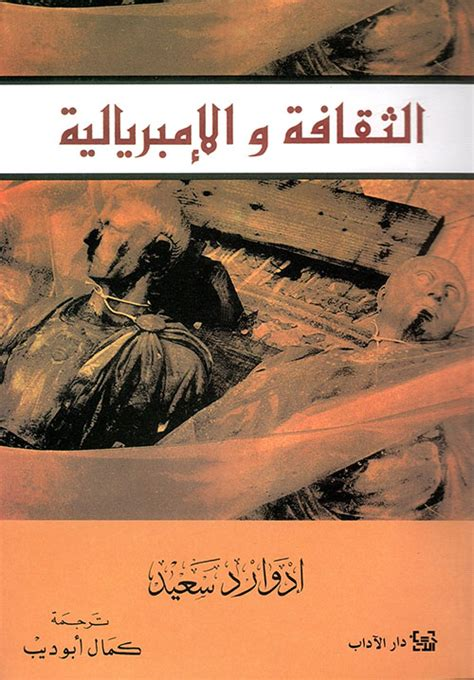 الثقافة و الإمبريالية
ادوارد سعيد
ترجمة
كمال أبو ديب
دار الآداب